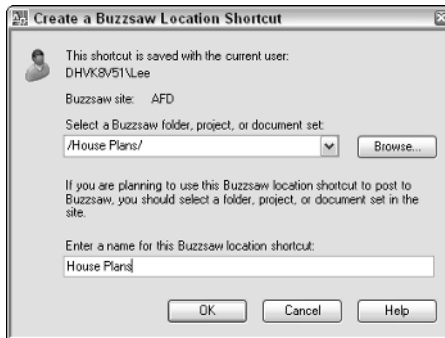 Create a Buzzsaw Location Shortcut
This shortcut is saved with the current user:
DHVK8V51\Lee
Buzzsaw site: AFD
Select a Buzzsaw folder, project, or document set:
/House Plans/
Browse...
If you are planning to use this Buzzsaw location shortcut to post to
Buzzsaw, you should select a folder, project, or document set in the
site.
Enter a name for this Buzzsaw location shortcut:
House Plans
OK Cancel Help